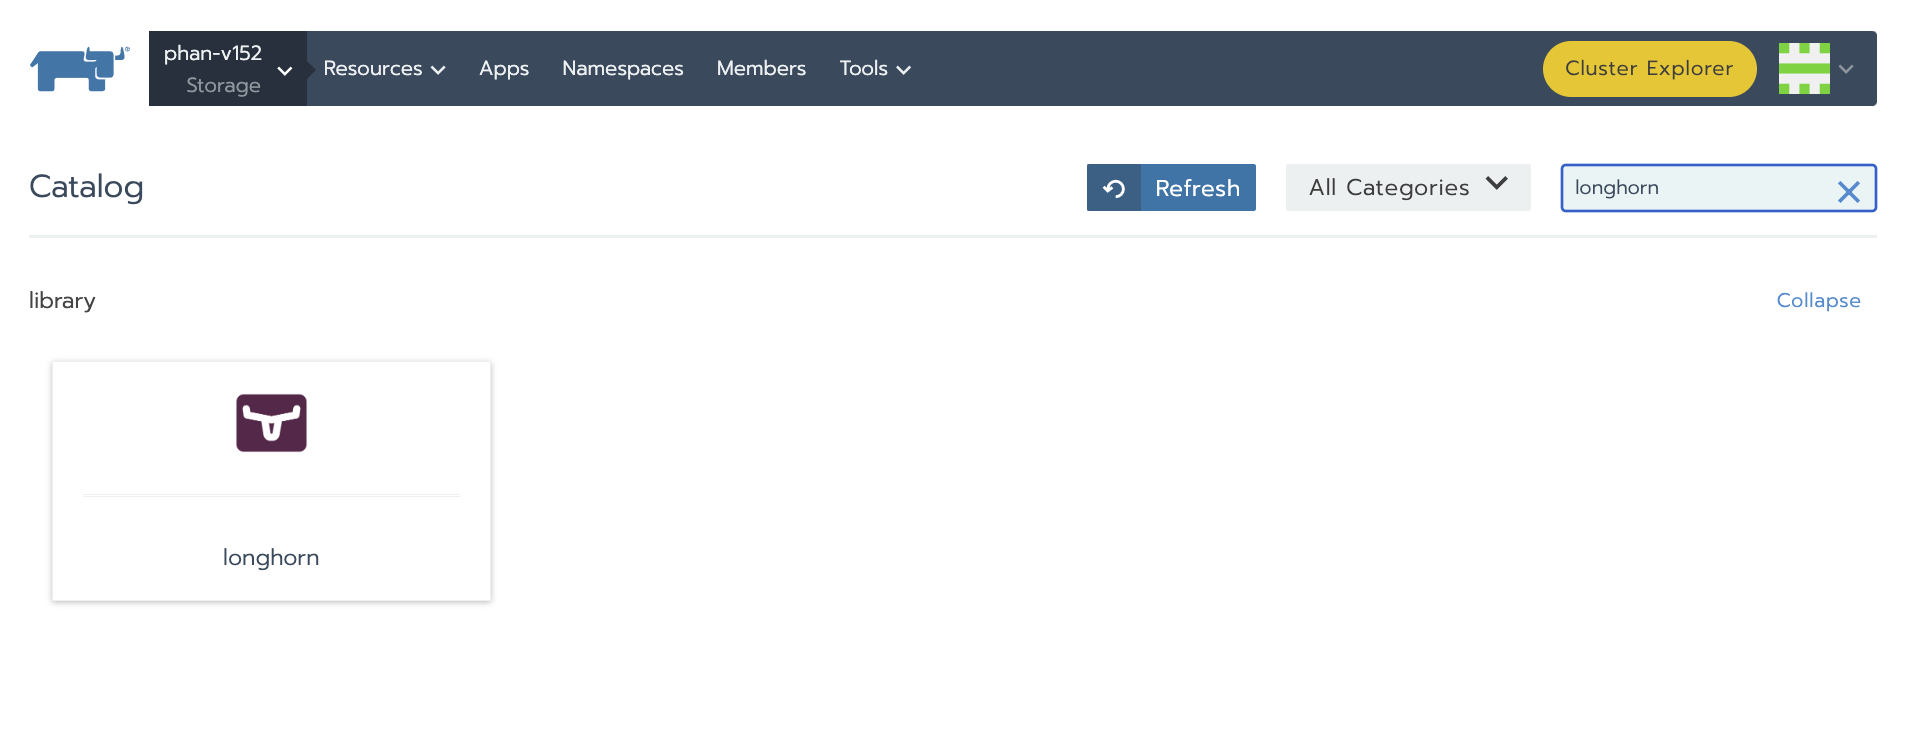 phan-v152
Storage
Resources
Apps
Namespaces
Members
Tools
Cluster Explorer
Catalog
Refresh
All Categories
longhorn
library
Collapse
longhorn